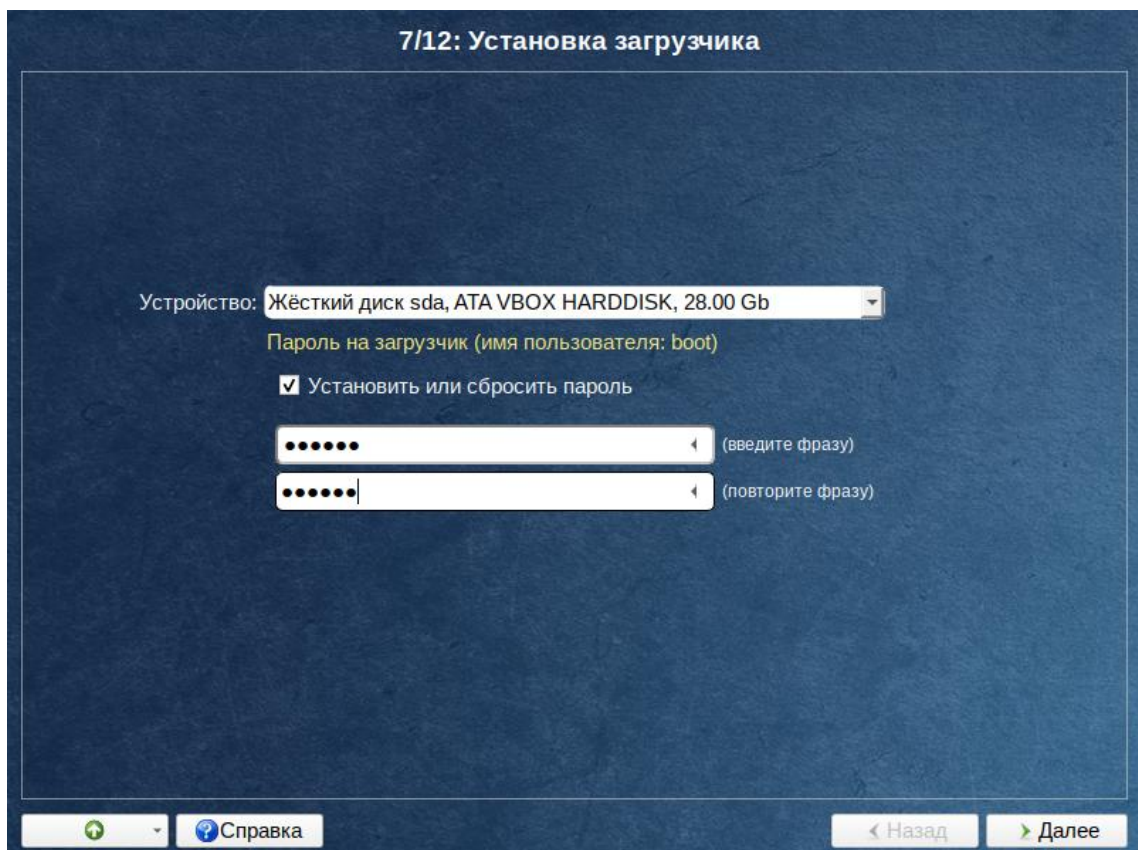 7/12: Установка загрузчика
Устройство: Жёсткий диск sda, ATA VBOX HARDDISK, 28.00 Gb
Пароль на загрузчик (имя пользователя: boot)
Установить или сбросить пароль
●●●●●● (введите фразу)
●●●●●● (повторите фразу)
Справка Назад Далее